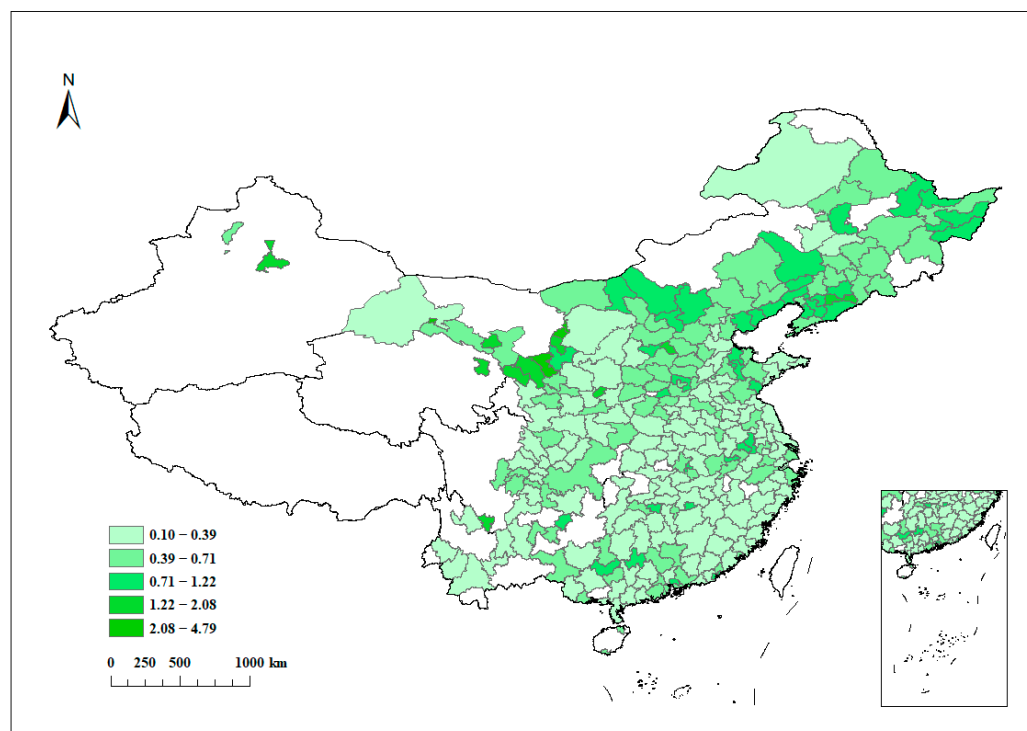 N
0.10 – 0.39
0.39 – 0.71
0.71 – 1.22
1.22 – 2.08
2.08 – 4.79
0 250 500 1000 km